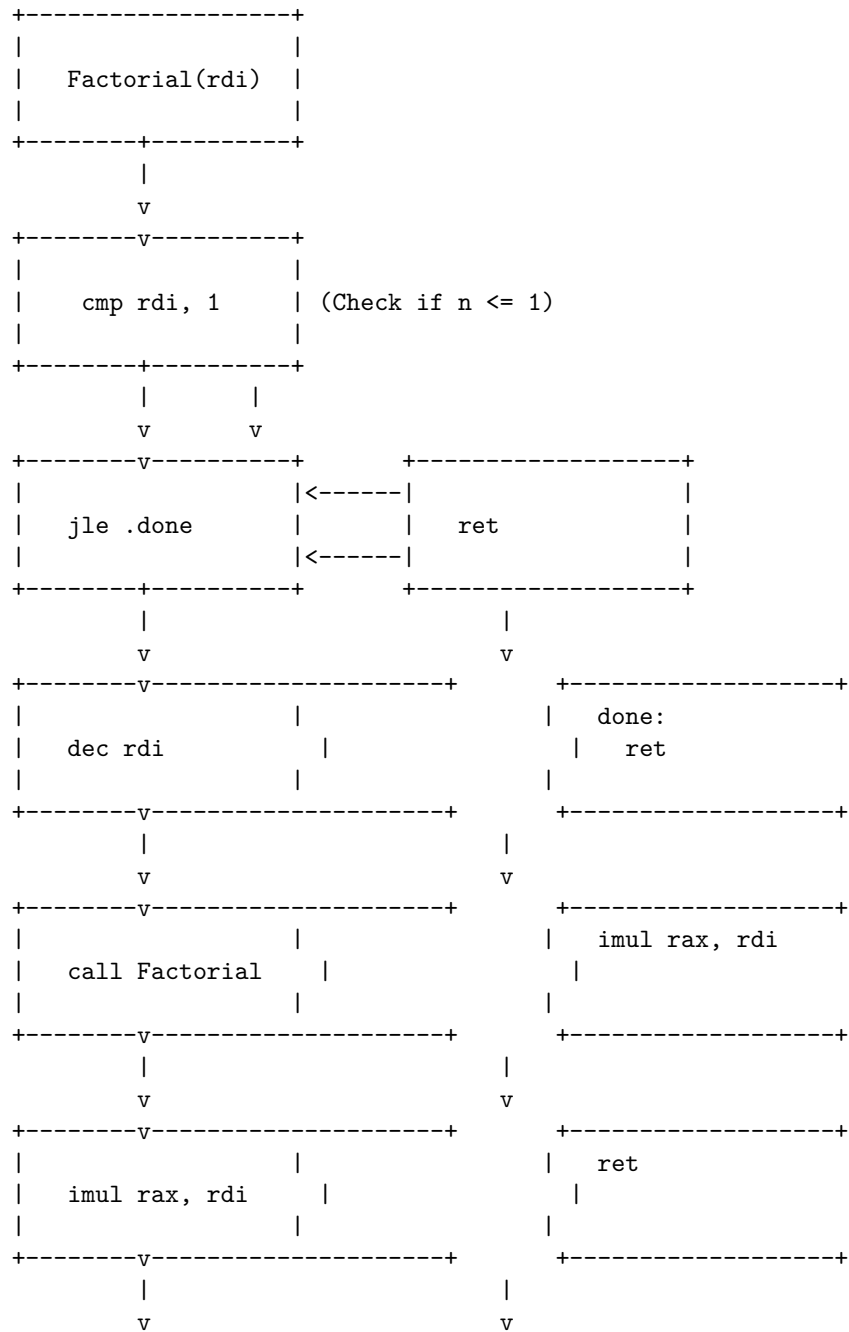 Factorial(rdi)
cmp rdi, 1 (Check if n <= 1)
jle .done ret
dec rdi done:
ret
call Factorial imul rax, rdi
imul rax, rdi ret